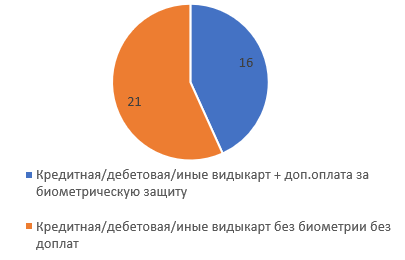 16
21
Кредитная/дебетовая/иные видыкарт + доп.оплата за
биометрическую защиту
Кредитная/дебетовая/иные видыкарт без биометрии без
доплат